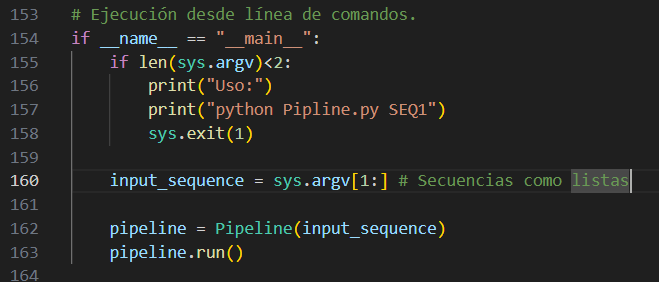 153 # Ejecución desde línea de comandos.
154 if __name__ == "__main__":
155 if len(sys.argv)<2:
156 print("Uso:")
157 print("python Pipline.py SEQ1")
158 sys.exit(1)
159
160 input_sequence = sys.argv[1:] # Secuencias como listas
161
162 pipeline = Pipeline(input_sequence)
163 pipeline.run()
164